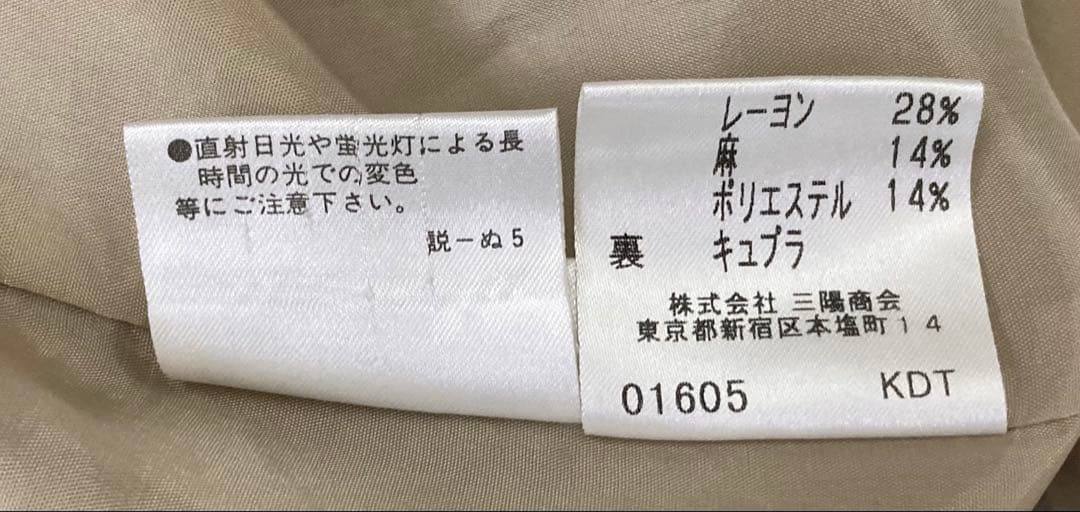 ●直射日光や蛍光灯による長
時間の光での変色
等にご注意下さい。
説ーぬ5
レーヨン 28%
麻 14%
ポリエステル 14%
裏 キュプラ
株式会社 三陽商会
東京都新宿区本塩町14
01605 KDT